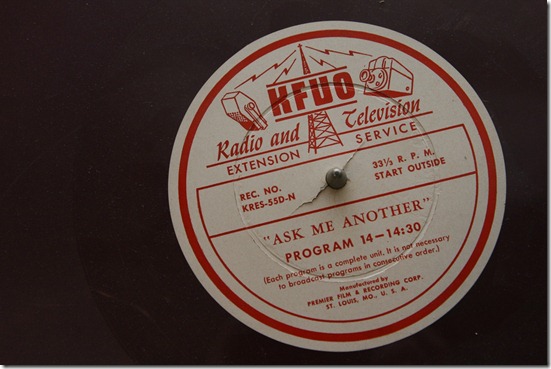 KFUO
Radio and Television
EXTENSION SERVICE
REC. NO.
KRES-55D-N
33⅓ R. P. M.
START OUTSIDE
"ASK ME ANOTHER"
PROGRAM 14—14:30
(Each program is a complete unit. It is not necessary
to broadcast programs in consecutive order.)
Manufactured by
PREMIER FILM & RECORDING CORP.
ST. LOUIS, MO., U. S. A.